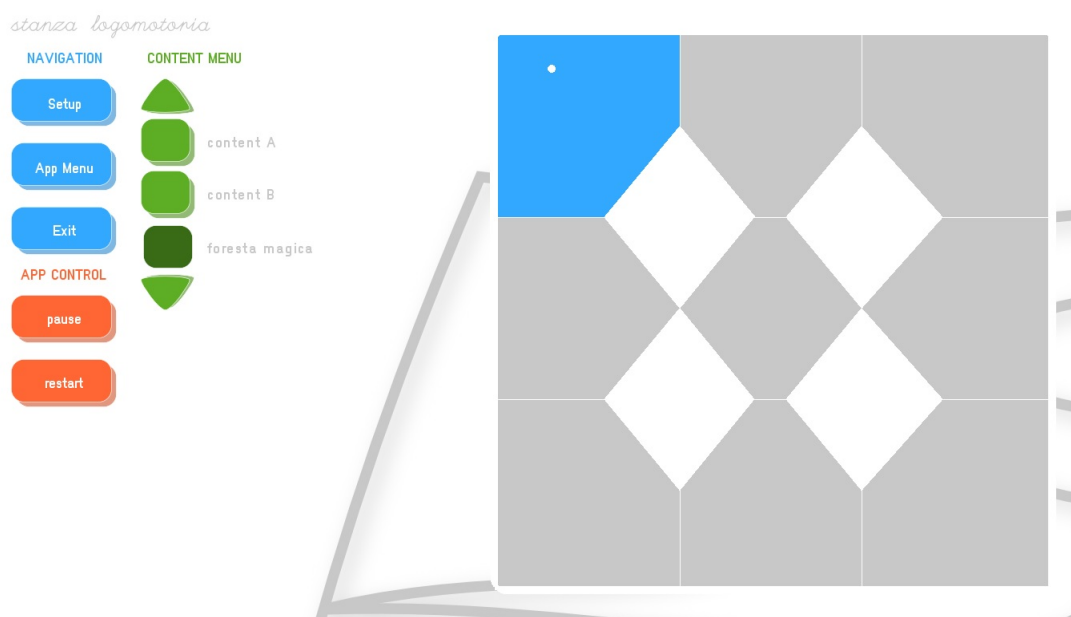 stanza logomotoria
NAVIGATION
CONTENT MENU
Setup
content A
App Menu
content B
Exit
foresta magica
APP CONTROL
pause
restart